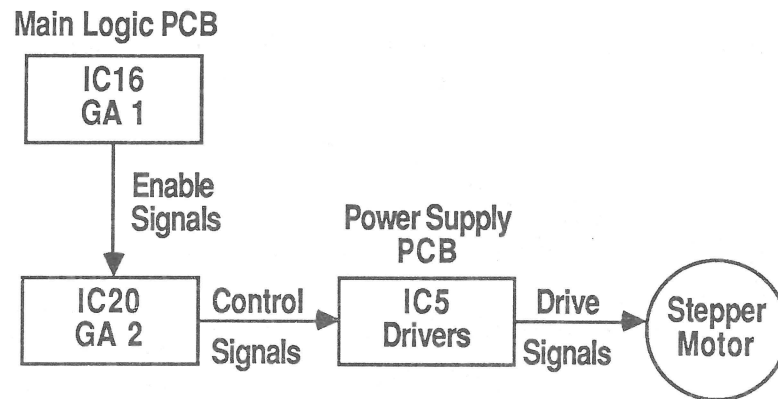 Main Logic PCB
IC16
GA 1
Enable
Signals
Power Supply
PCB
IC20
GA 2
Control
Signals
IC5
Drivers
Drive
Signals
Stepper
Motor